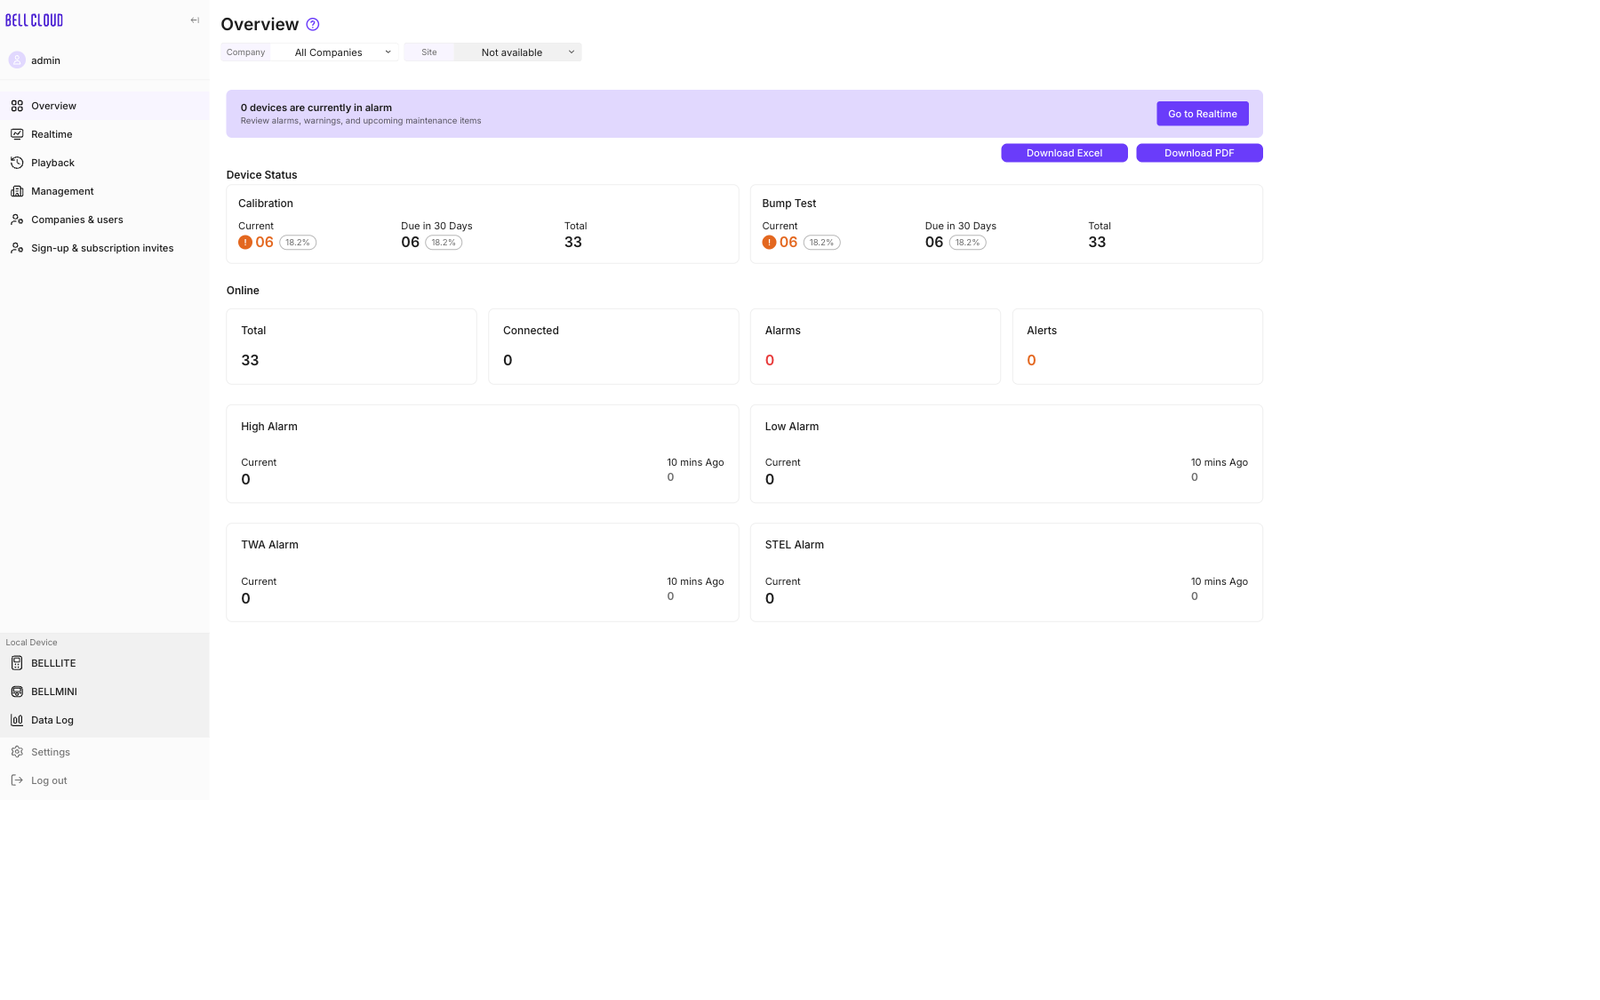 BELL CLOUD
admin
Overview
Realtime
Playback
Management
Companies & users
Sign-up & subscription invites
Local Device
BELLLITE
BELLMINI
Data Log
Settings
Log out
Overview ?
Company All Companies Site Not available
0 devices are currently in alarm
Review alarms, warnings, and upcoming maintenance items
Go to Realtime
Download Excel Download PDF
Device Status
Calibration
Current Due in 30 Days Total
! 06 18.2% 06 18.2% 33
Bump Test
Current Due in 30 Days Total
! 06 18.2% 06 18.2% 33
Online
Total
33
Connected
0
Alarms
0
Alerts
0
High Alarm
Current 10 mins Ago
0 0
Low Alarm
Current 10 mins Ago
0 0
TWA Alarm
Current 10 mins Ago
0 0
STEL Alarm
Current 10 mins Ago
0 0